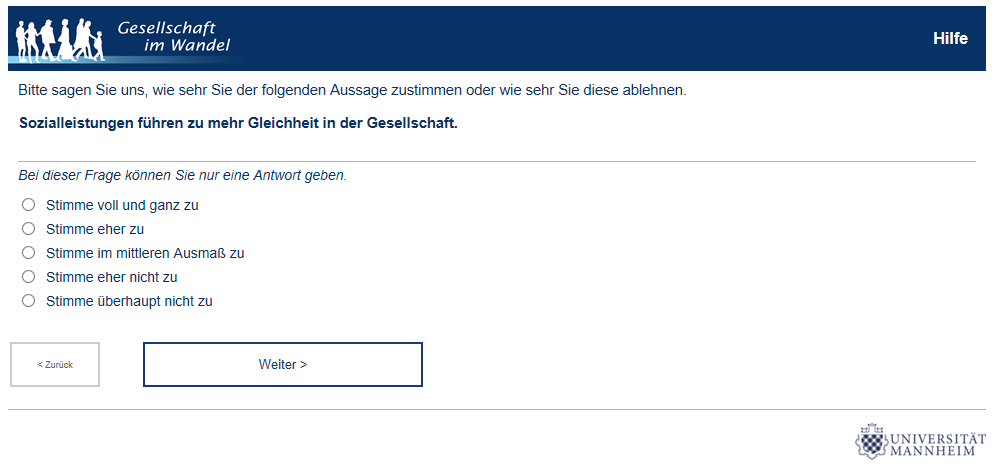 Gesellschaft
im Wandel
Hilfe
Bitte sagen Sie uns, wie sehr Sie der folgenden Aussage zustimmen oder wie sehr Sie diese ablehnen.
Sozialleistungen führen zu mehr Gleichheit in der Gesellschaft.
Bei dieser Frage können Sie nur eine Antwort geben.
Stimme voll und ganz zu
Stimme eher zu
Stimme im mittleren Ausmaß zu
Stimme eher nicht zu
Stimme überhaupt nicht zu
< Zurück
Weiter >
UNIVERSITÄT
MANNHEIM